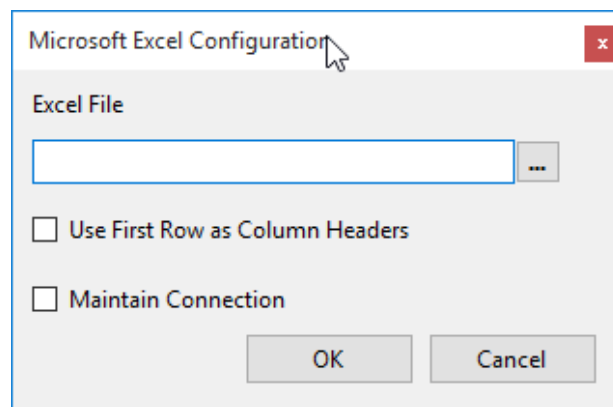 Microsoft Excel Configuration
x
Excel File
...
Use First Row as Column Headers
Maintain Connection
OK Cancel